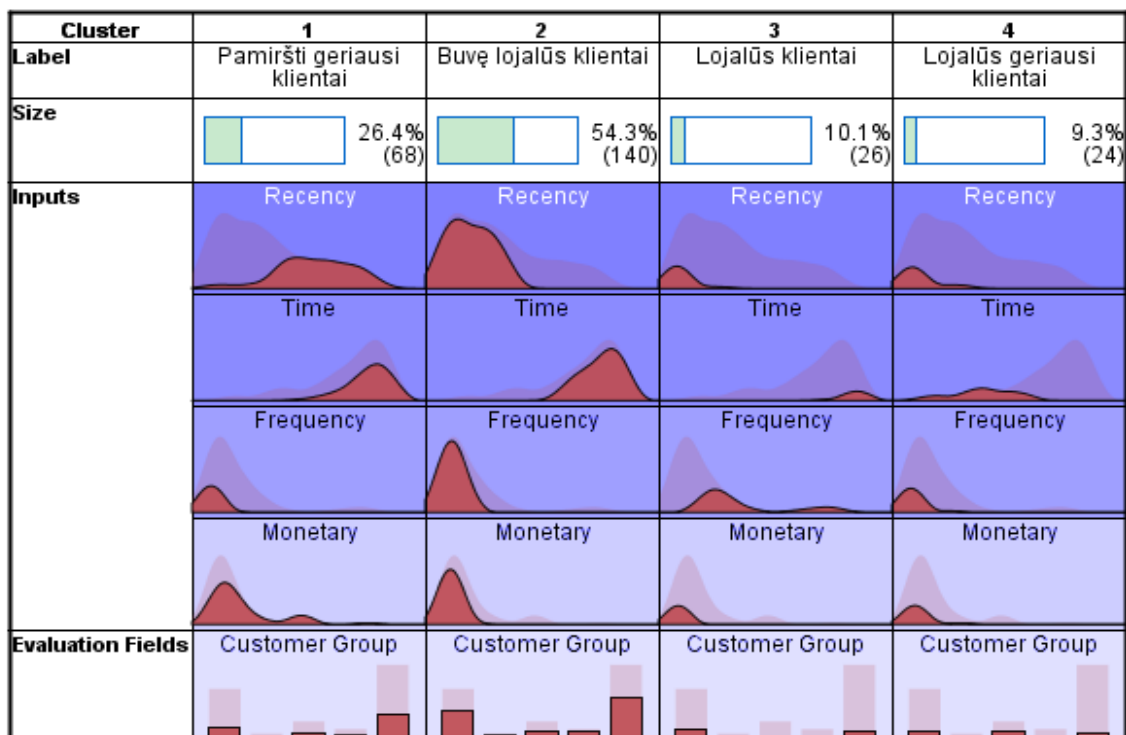 Cluster 1 2 3 4
Label Pamiršti geriausi Buvę lojalūs klientai Lojalūs klientai Lojalūs geriausi
klientai klientai
Size 26.4% 54.3% 10.1% 9.3%
(68) (140) (26) (24)
Inputs Recency Recency Recency Recency
Time Time Time Time
Frequency Frequency Frequency Frequency
Monetary Monetary Monetary Monetary
Evaluation Fields Customer Group Customer Group Customer Group Customer Group